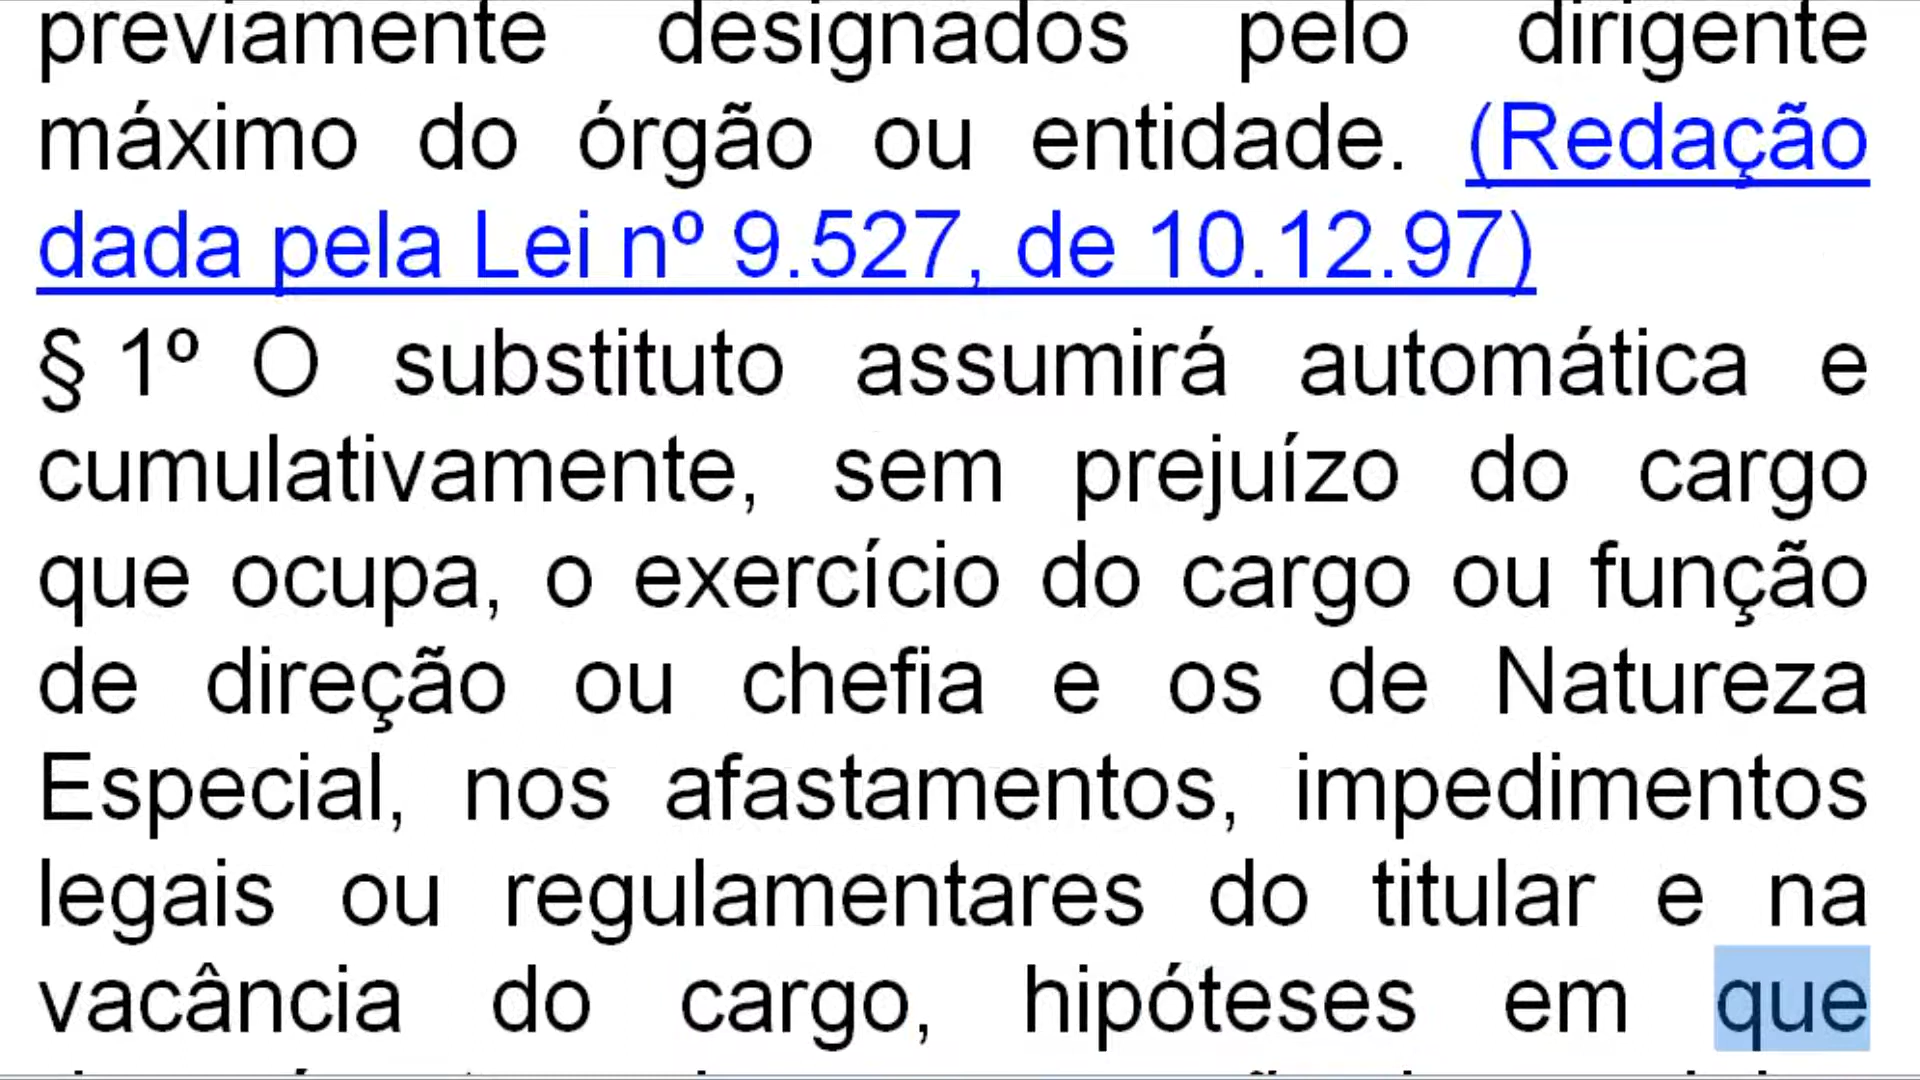 previamente designados pelo dirigente
máximo do órgão ou entidade. (Redação
dada pela Lei nº 9.527, de 10.12.97)
§ 1º O substituto assumirá automática e
cumulativamente, sem prejuízo do cargo
que ocupa, o exercício do cargo ou função
de direção ou chefia e os de Natureza
Especial, nos afastamentos, impedimentos
legais ou regulamentares do titular e na
vacância do cargo, hipóteses em que